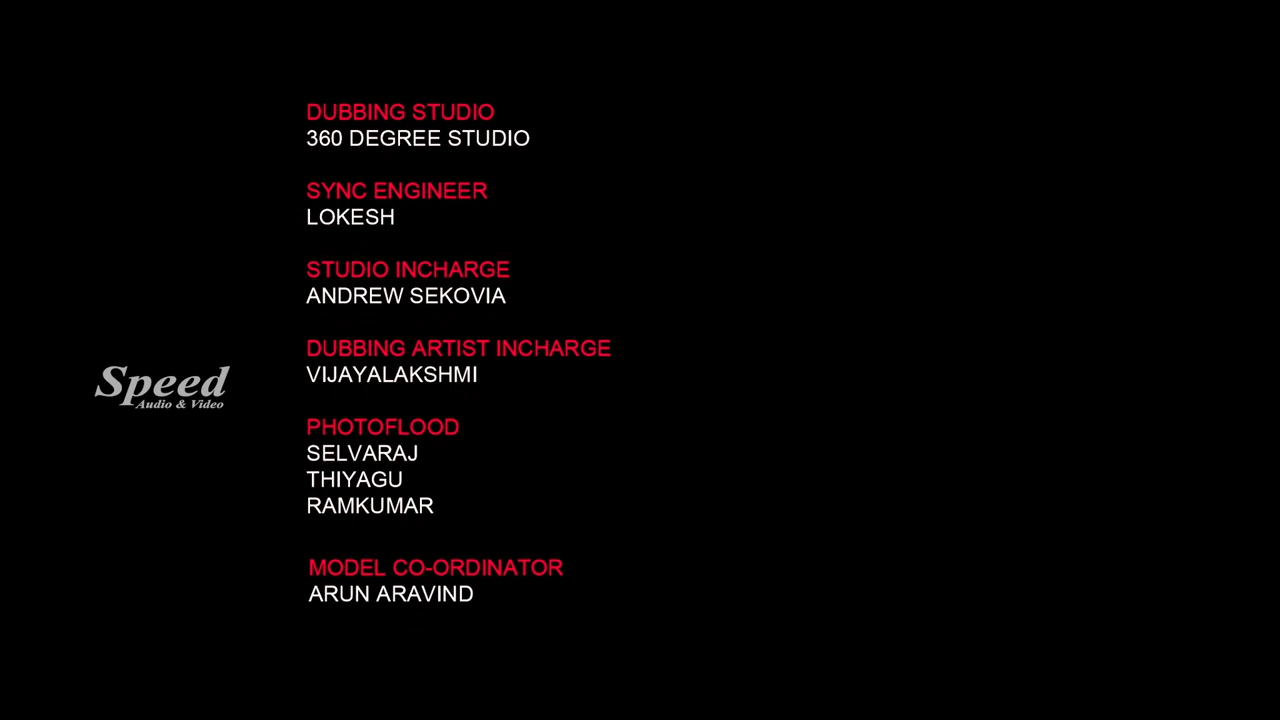 DUBBING STUDIO
360 DEGREE STUDIO
SYNC ENGINEER
LOKESH
STUDIO INCHARGE
ANDREW SEKOVIA
DUBBING ARTIST INCHARGE
VIJAYALAKSHMI
Speed
Audio & Video
PHOTOFLOOD
SELVARAJ
THIYAGU
RAMKUMAR
MODEL CO-ORDINATOR
ARUN ARAVIND